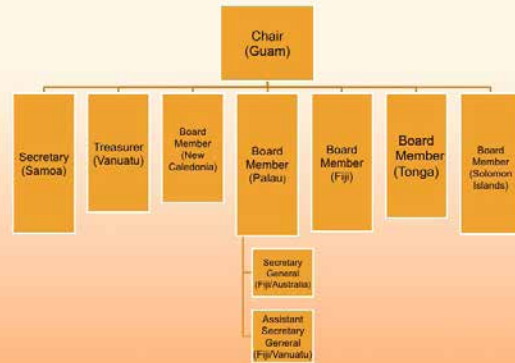 Chair
(Guam)
Secretary
(Samoa)
Treasurer
(Vanuatu)
Board
Member
(New
Caledonia)
Board
Member
(Palau)
Board
Member
(Fiji)
Board
Member
(Tonga)
Board
Member
(Solomon
Islands)
Secretary
General
(Fiji/Australia)
Assistant
Secretary
General
(Fiji/Vanuatu)